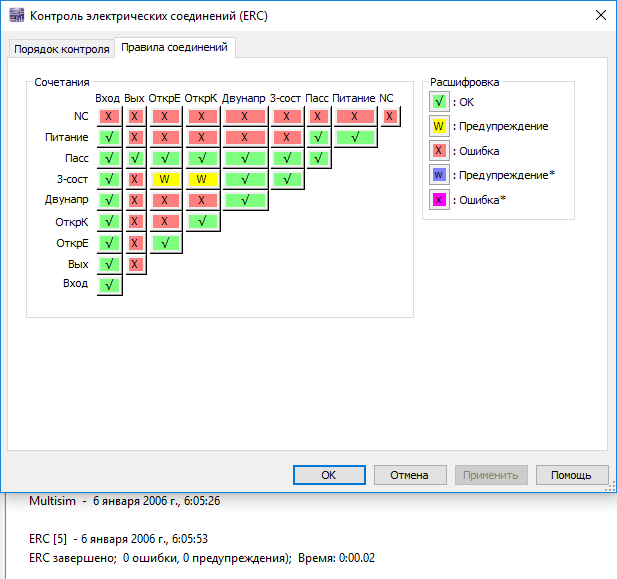 Контроль электрических соединений (ERC)
Порядок контроля Правила соединений
Сочетания Расшифровка
Вход Вых ОткрЕ ОткрК Двунапр 3-сост Пасс Питание NC
NC X X X X X X X X X
Питание √ X X X X X √ √
Пасс √ √ √ √ √ √ √
3-сост √ X W W √ √
Двунапр √ X X X √
ОткрК √ X X √
ОткрЕ √ X √
Вых √ X
Вход √
√ : OK
W : Предупреждение
X : Ошибка
W : Предупреждение*
X : Ошибка*
OK Отмена Применить Помощь
Multisim - 6 января 2006 г., 6:05:26
ERC [5] - 6 января 2006 г., 6:05:53
ERC завершено; 0 ошибки, 0 предупреждения); Время: 0:00.02